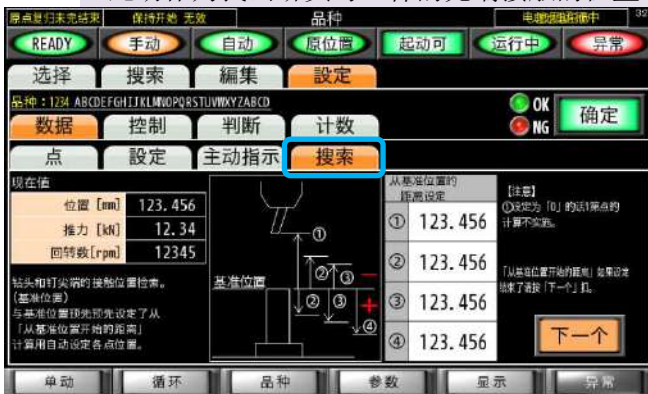 原点复归未完结束 保持开始 无效 品种
READY 手动 自动 原位置 起动可 运行中 异常
选择 搜索 編集 設定
品种：1234 ABCDEFGHIJKLMNOPQRSTUVWXYZABCD
OK
NG
确定
数据 控制 判断 计数
点 設定 主动指示 搜索
现在值
位置 [mm] 123.456
推力 [kN] 12.34
回转数[rpm] 12345
钻头和钉尖端的接触位置检索。
(基准位置)
与基准位置预先预先设定了从
「从基准位置开始的距离」
计算用自动设定各点位置。
基准位置
① ② ③ −
② ③ + ④
从基准位置的
距离设定
① 123.456
② 123.456
③ 123.456
④ 123.456
【注意】
①设定为「0」的话1第点的
计算不实施。
「从基准位置开始的距离」如果设定
结束了请按「下一个」扣。
下一个
单动 循环 品种 参数 显示 异常